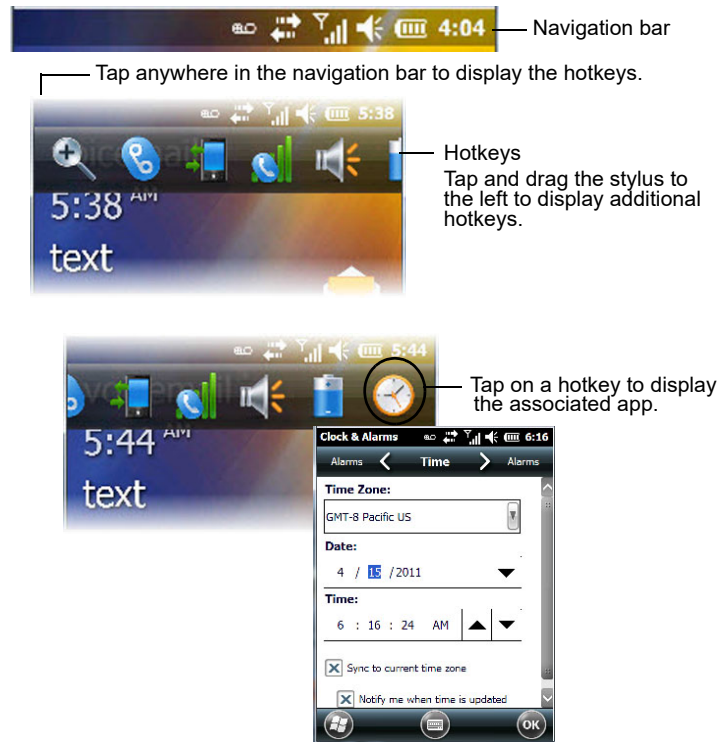 4:04
Navigation bar
Tap anywhere in the navigation bar to display the hotkeys.
5:38
Hotkeys
Tap and drag the stylus to
the left to display additional
hotkeys.
5:38 AM
text
5:44
Tap on a hotkey to display
the associated app.
5:44 AM
text
Clock & Alarms 6:16
Alarms Time Alarms
Time Zone:
GMT-8 Pacific US
Date:
4 / 15 / 2011
Time:
6 : 16 : 24 AM
Sync to current time zone
Notify me when time is updated
OK